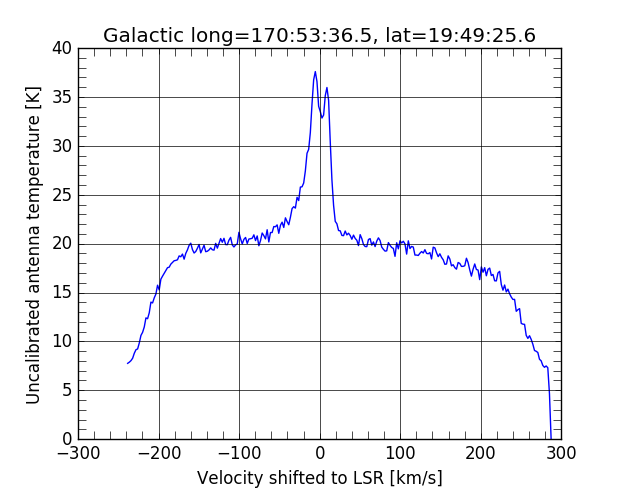 Galactic long=170:53:36.5, lat=19:49:25.6
Uncalibrated antenna temperature [K]
40
35
30
25
20
15
10
5
0
−300 −200 −100 0 100 200 300
Velocity shifted to LSR [km/s]